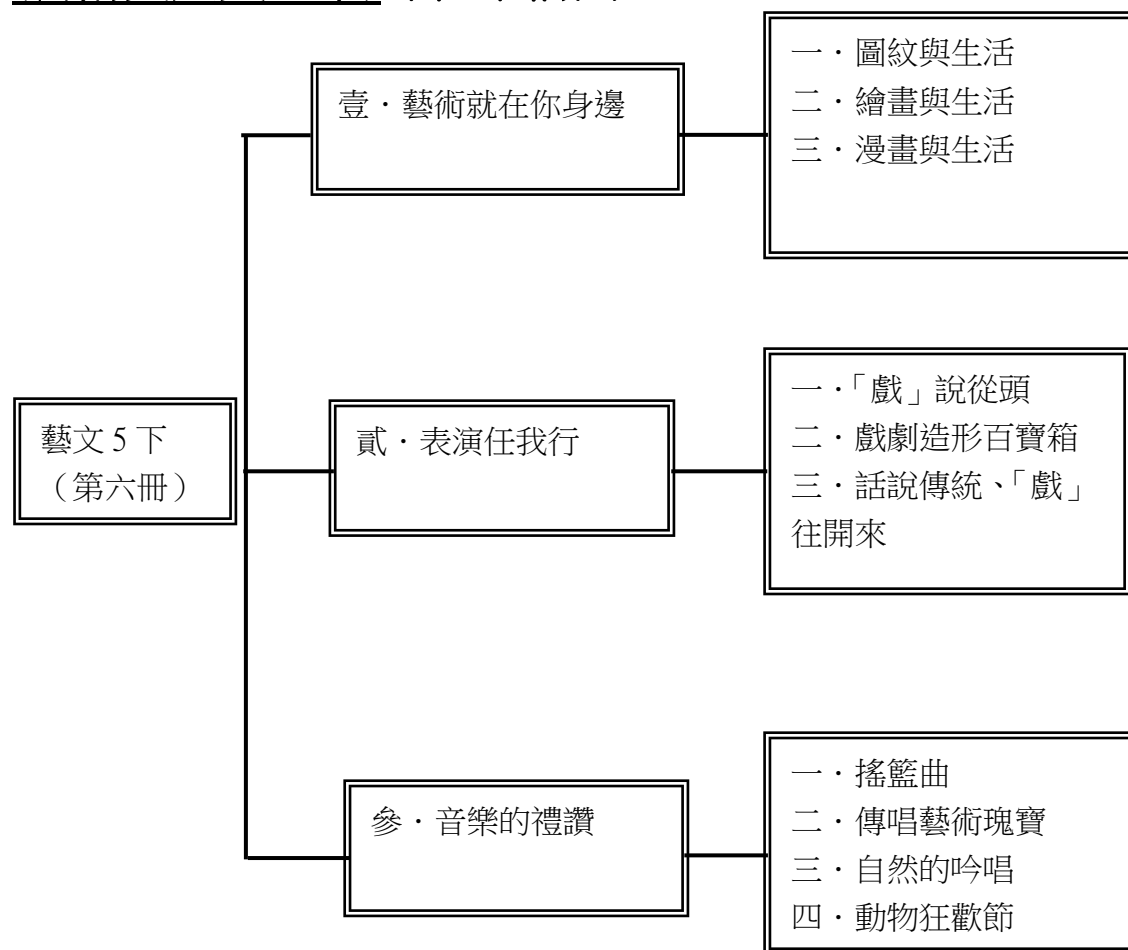 壹．藝術就在你身邊
一．圖紋與生活
二．繪畫與生活
三．漫畫與生活
藝文5下
（第六冊）
貳．表演任我行
一．「戲」說從頭
二．戲劇造形百寶箱
三．話說傳統、「戲」
往開來
參．音樂的禮讚
一．搖籃曲
二．傳唱藝術瑰寶
三．自然的吟唱
四．動物狂歡節